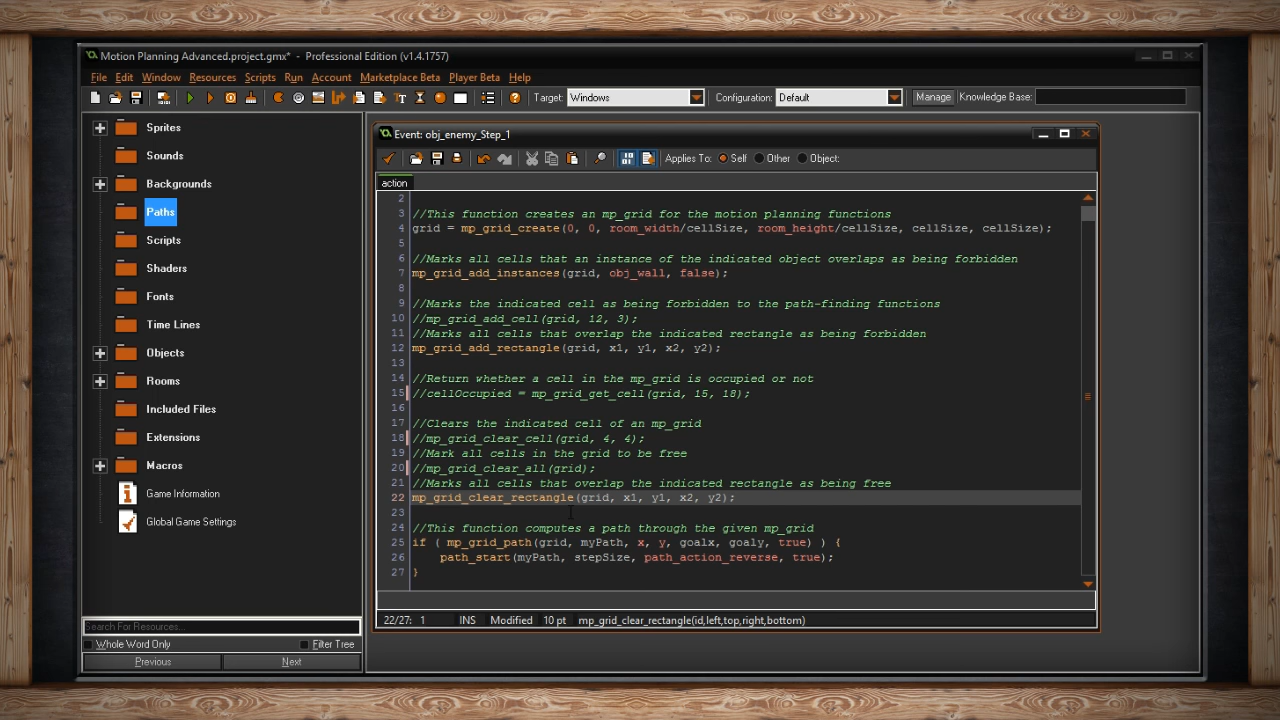 Motion Planning Advanced.project.gmx* - Professional Edition (v1.4.1757)
File Edit Window Resources Scripts Run Account Marketplace Beta Player Beta Help
Target: Windows Configuration: Default Manage Knowledge Base:
Sprites
Sounds
Backgrounds
Paths
Scripts
Shaders
Fonts
Time Lines
Objects
Rooms
Included Files
Extensions
Macros
Game Information
Global Game Settings
Search For Resources...
Whole Word Only Filter Tree
Previous Next
Event: obj_enemy_Step_1
Applies To: Self Other Object:
action
2
3 //This function creates an mp_grid for the motion planning functions
4 grid = mp_grid_create(0, 0, room_width/cellSize, room_height/cellSize, cellSize, cellSize);
5
6 //Marks all cells that an instance of the indicated object overlaps as being forbidden
7 mp_grid_add_instances(grid, obj_wall, false);
8
9 //Marks the indicated cell as being forbidden to the path-finding functions
10 //mp_grid_add_cell(grid, 12, 3);
11 //Marks all cells that overlap the indicated rectangle as being forbidden
12 mp_grid_add_rectangle(grid, x1, y1, x2, y2);
13
14 //Return whether a cell in the mp_grid is occupied or not
15 //cellOccupied = mp_grid_get_cell(grid, 15, 18);
16
17 //Clears the indicated cell of an mp_grid
18 //mp_grid_clear_cell(grid, 4, 4);
19 //Mark all cells in the grid to be free
20 //mp_grid_clear_all(grid);
21 //Marks all cells that overlap the indicated rectangle as being free
22 mp_grid_clear_rectangle(grid, x1, y1, x2, y2);
23
24 //This function computes a path through the given mp_grid
25 if ( mp_grid_path(grid, myPath, x, y, goalx, goaly, true) ) {
26 path_start(myPath, stepSize, path_action_reverse, true);
27 }
22/27: 1 INS Modified 10 pt mp_grid_clear_rectangle(id,left,top,right,bottom)